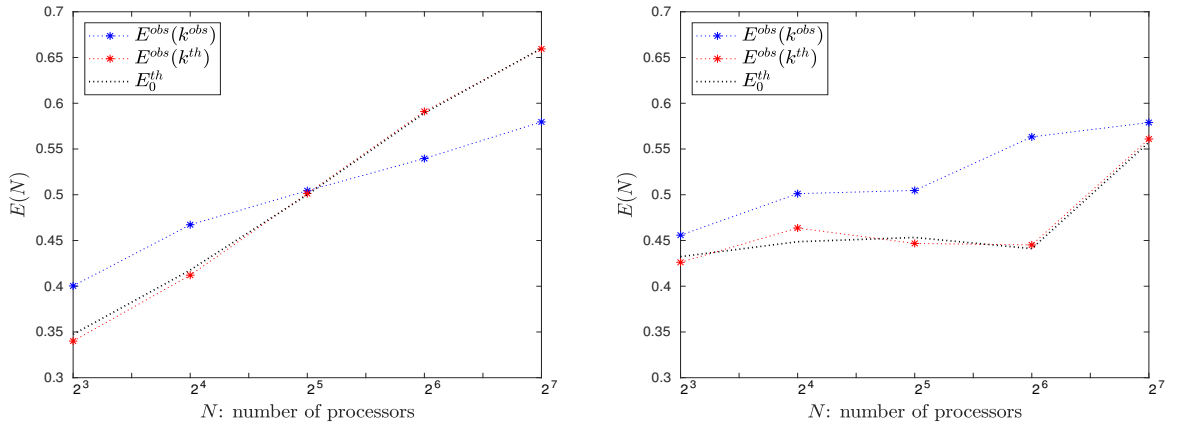 0.7
0.65
0.6
0.55
0.5
0.45
0.4
0.35
0.3
E(N)
E^{obs}(k^{obs})
E^{obs}(k^{th})
E_0^{th}
2^3 2^4 2^5 2^6 2^7
N: number of processors
0.7
0.65
0.6
0.55
0.5
0.45
0.4
0.35
0.3
E(N)
E^{obs}(k^{obs})
E^{obs}(k^{th})
E_0^{th}
2^3 2^4 2^5 2^6 2^7
N: number of processors